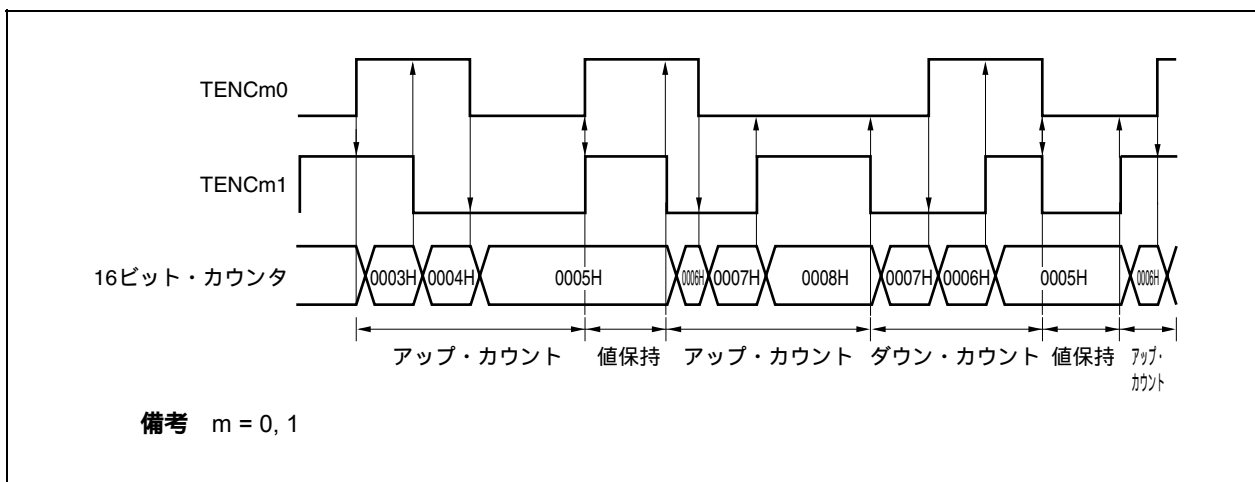 TENCm0
TENCm1
16ビット・カウンタ
0003H 0004H 0005H 0006H 0007H 0008H 0007H 0006H 0005H 0006H
アップ・カウント 値保持 アップ・カウント ダウン・カウント 値保持 アップ・
カウント
備考 m = 0, 1